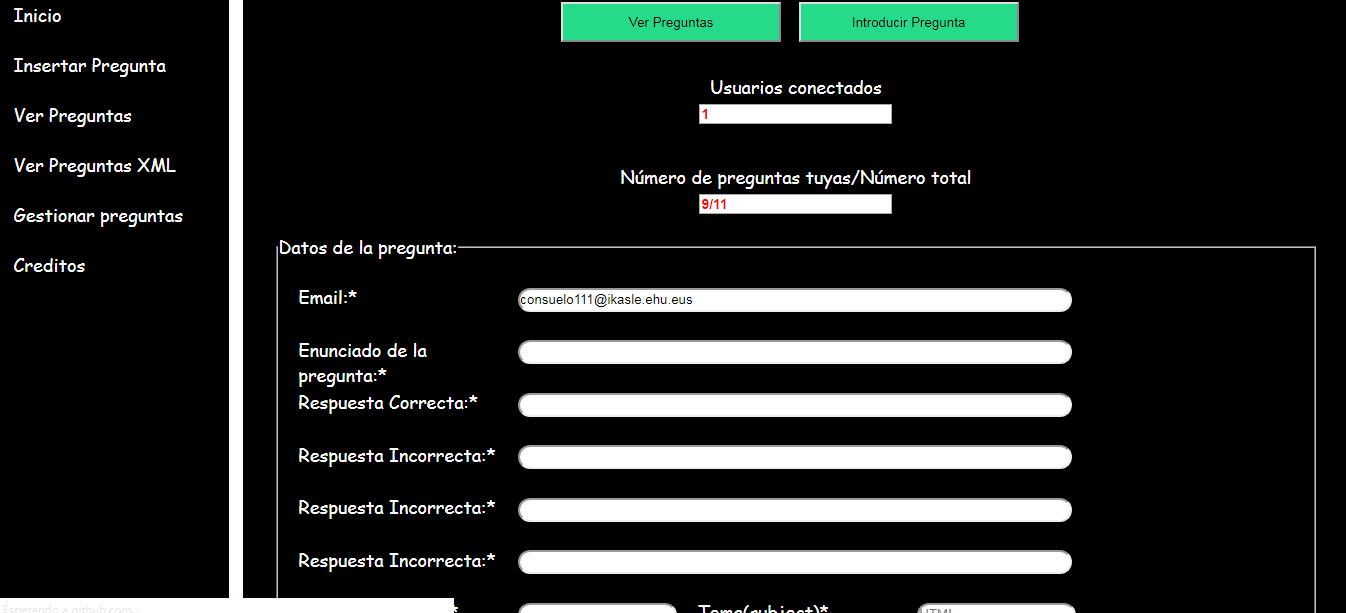 Inicio
Insertar Pregunta
Ver Preguntas
Ver Preguntas XML
Gestionar preguntas
Creditos
Ver Preguntas Introducir Pregunta
Usuarios conectados
1
Número de preguntas tuyas/Número total
9/11
Datos de la pregunta:
Email:* consuelo111@ikasle.ehu.eus
Enunciado de la
pregunta:*
Respuesta Correcta:*
Respuesta Incorrecta:*
Respuesta Incorrecta:*
Respuesta Incorrecta:*
* Tema(subject)* HTML
Esperando a github.com...